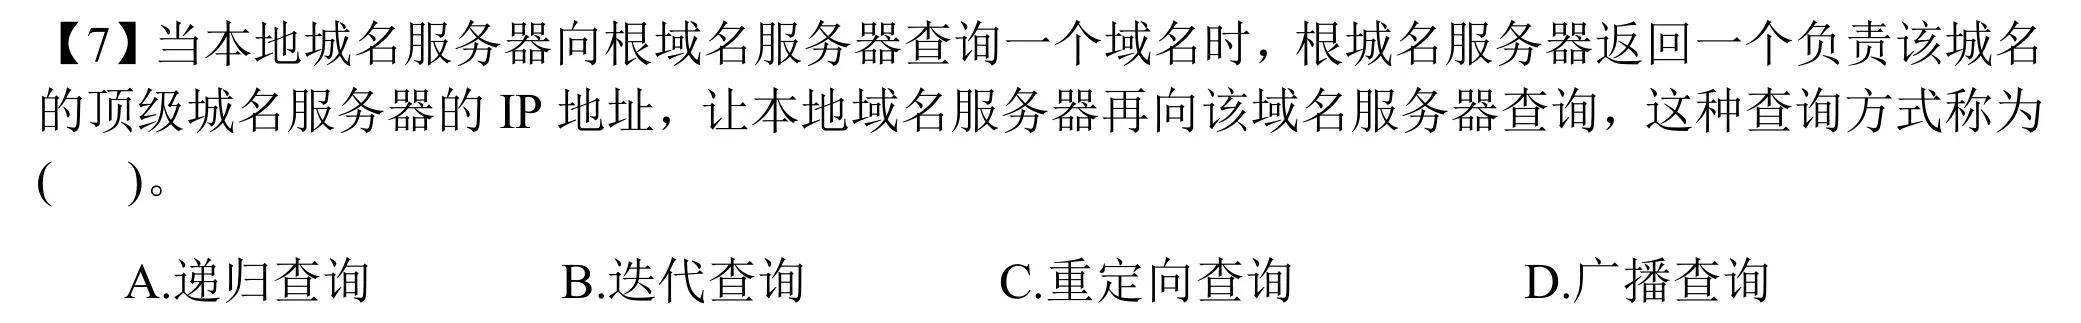 【7】当本地城名服务器向根域名服务器查询一个域名时，根城名服务器返回一个负责该城名
的顶级城名服务器的 IP 地址，让本地域名服务器再向该域名服务器查询，这种查询方式称为
(    )。
A.递归查询 B.迭代查询 C.重定向查询 D.广播查询